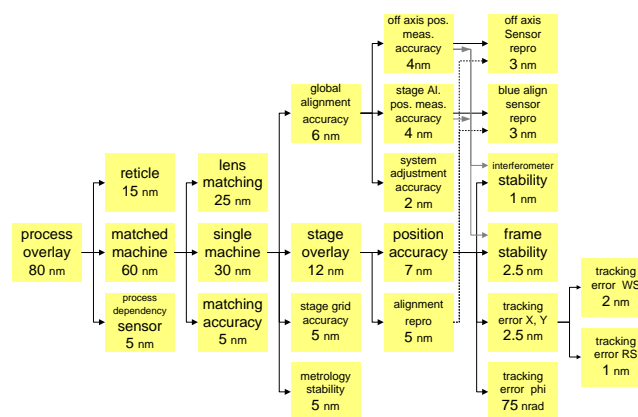 process
overlay
80 nm
reticle
15 nm
matched
machine
60 nm
process
dependency
sensor
5 nm
lens
matching
25 nm
single
machine
30 nm
matching
accuracy
5 nm
global
alignment
accuracy
6 nm
stage
overlay
12 nm
stage grid
accuracy
5 nm
metrology
stability
5 nm
off axis pos.
meas.
accuracy
4nm
stage Al.
pos. meas.
accuracy
4 nm
system
adjustment
accuracy
2 nm
position
accuracy
7 nm
alignment
repro
5 nm
off axis
Sensor
repro
3 nm
blue align
sensor
repro
3 nm
interferometer
stability
1 nm
frame
stability
2.5 nm
tracking
error X, Y
2.5 nm
tracking
error phi
75 nrad
tracking
error WS
2 nm
tracking
error RS
1 nm